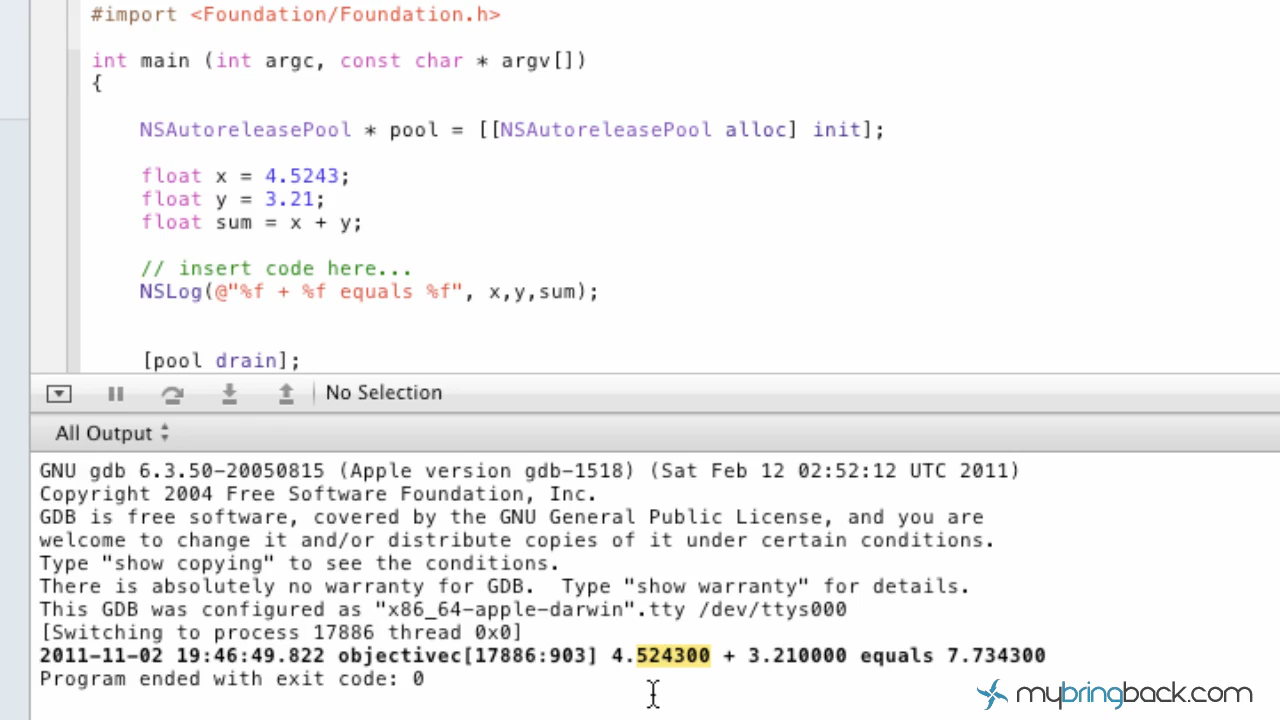 #import <Foundation/Foundation.h>
int main (int argc, const char * argv[])
{
NSAutoreleasePool * pool = [[NSAutoreleasePool alloc] init];
float x = 4.5243;
float y = 3.21;
float sum = x + y;
// insert code here...
NSLog(@"%f + %f equals %f", x,y,sum);
[pool drain];
No Selection
All Output
GNU gdb 6.3.50-20050815 (Apple version gdb-1518) (Sat Feb 12 02:52:12 UTC 2011)
Copyright 2004 Free Software Foundation, Inc.
GDB is free software, covered by the GNU General Public License, and you are
welcome to change it and/or distribute copies of it under certain conditions.
Type "show copying" to see the conditions.
There is absolutely no warranty for GDB.  Type "show warranty" for details.
This GDB was configured as "x86_64-apple-darwin".tty /dev/ttys000
[Switching to process 17886 thread 0x0]
2011-11-02 19:46:49.822 objectivec[17886:903] 4.524300 + 3.210000 equals 7.734300
Program ended with exit code: 0
mybringback.com